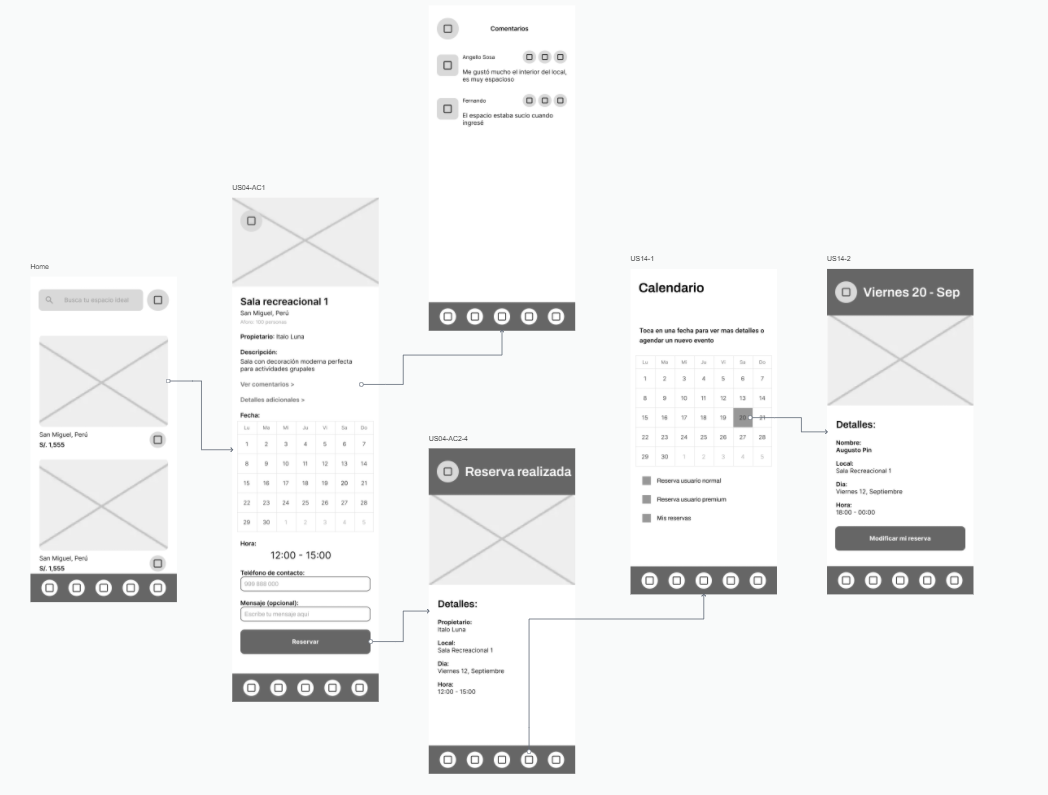 Comentarios
Angello Sosa
Me gustó mucho el interior del local,
es muy espacioso
Fernando
El espacio estaba sucio cuando
ingresé
Home
Busca tu espacio ideal
San Miguel, Perú
S/. 1,555
San Miguel, Perú
S/. 1,555
US04-AC1
Sala recreacional 1
San Miguel, Perú
Aforo: 100 personas
Propietario: Italo Luna
Descripción:
Sala con decoración moderna perfecta
para actividades grupales
Ver comentarios >
Detalles adicionales >
Fecha:
Lu Ma Mi Ju Vi Sa Do
1 2 3 4 5 6 7
8 9 10 11 12 13 14
15 16 17 18 19 20 21
22 23 24 25 26 27 28
29 30 1 2 3 4 5
Hora:
12:00 - 15:00
Teléfono de contacto:
999 999 000
Mensaje (opcional):
Escribe tu mensaje aquí
Reservar
US04-AC2-4
Reserva realizada
Detalles:
Propietario:
Italo Luna
Local:
Sala Recreacional 1
Dia:
Viernes 12, Septiembre
Hora:
12:00 - 15:00
US14-1
Calendario
Toca en una fecha para ver mas detalles o
agendar un nuevo evento
Lu Ma Mi Ju Vi Sa Do
1 2 3 4 5 6 7
8 9 10 11 12 13 14
15 16 17 18 19 20 21
22 23 24 25 26 27 28
29 30 1 2 3 4 5
Reserva usuario normal
Reserva usuario premium
Mis reservas
US14-2
Viernes 20 - Sep
Detalles:
Nombre:
Augusto Pin
Local:
Sala Recreacional 1
Dia:
Viernes 12, Septiembre
Hora:
18:00 - 00:00
Modificar mi reserva